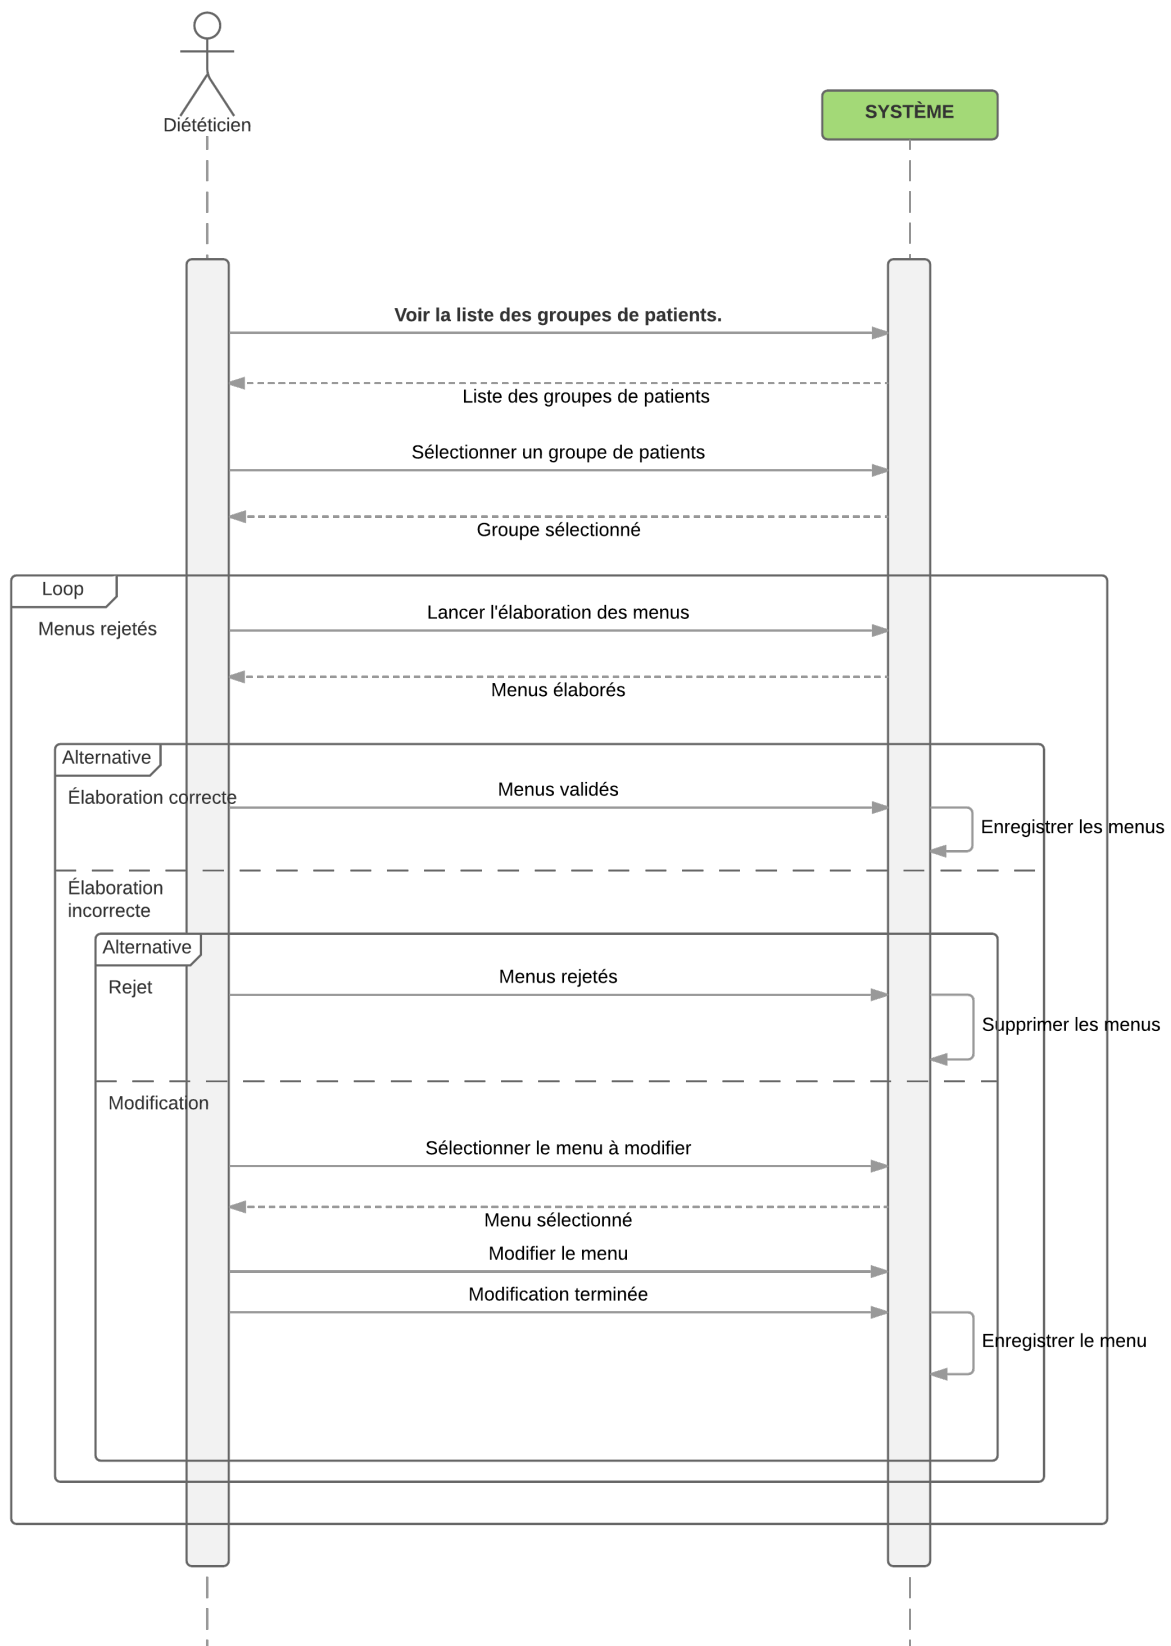 Diététicien
SYSTÈME
Voir la liste des groupes de patients.
Liste des groupes de patients
Sélectionner un groupe de patients
Groupe sélectionné
Loop
Menus rejetés
Lancer l'élaboration des menus
Menus élaborés
Alternative
Élaboration correcte
Menus validés
Enregistrer les menus
Élaboration
incorrecte
Alternative
Rejet
Menus rejetés
Supprimer les menus
Modification
Sélectionner le menu à modifier
Menu sélectionné
Modifier le menu
Modification terminée
Enregistrer le menu